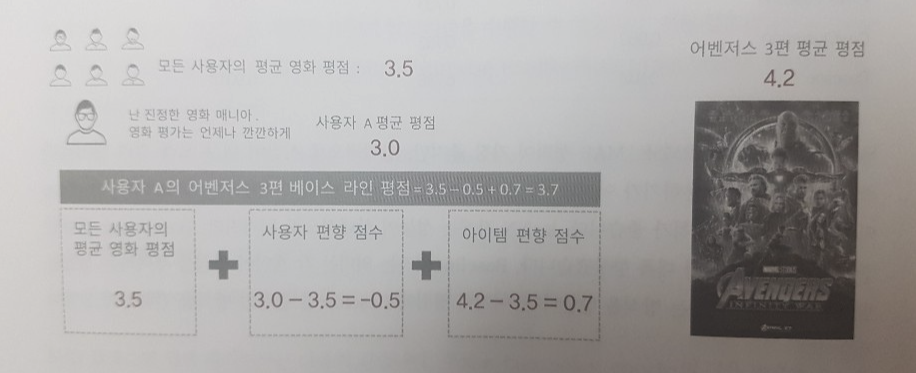 모든 사용자의 평균 영화 평점 : 3.5
난 진정한 영화 매니아.
영화 평가는 언제나 깐깐하게
사용자 A 평균 평점
3.0
어벤저스 3편 평균 평점
4.2
사용자 A의 어벤저스 3편 베이스 라인 평점 = 3.5 – 0.5 + 0.7 = 3.7
모든 사용자의
평균 영화 평점
3.5
사용자 편향 점수
3.0 – 3.5 = –0.5
아이템 편향 점수
4.2 – 3.5 = 0.7
MARVEL STUDIOS
AVENGERS
INFINITY WAR
APRIL 27